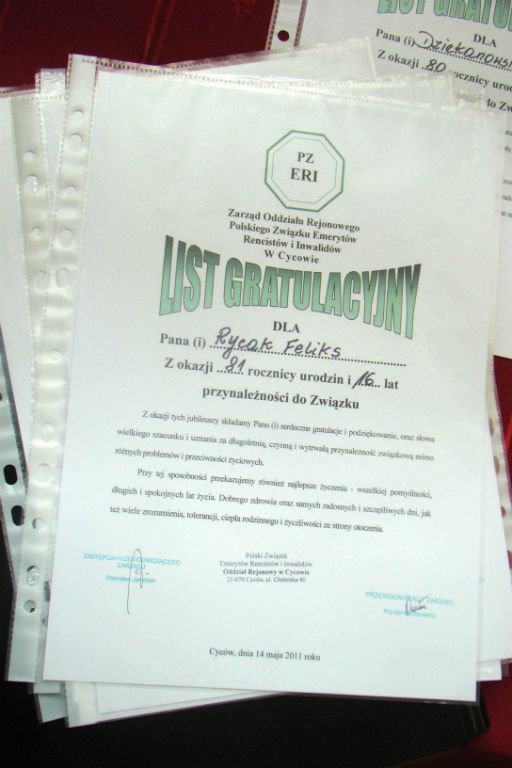 LIST GRATUL
DLA
Pana (i)
Z okazji 80 rocznicy
PZ
ERI
Zarząd Oddziału Rejonowego
Polskiego Związku Emerytów
Rencistów i Inwalidów
W Cycowie
LIST GRATULACYJNY
DLA
Pana (i) Rycak Feliks
Z okazji 81 rocznicy urodzin i 16 lat
przynależności do Związku
Z okazji tych jubileuszy składamy Panu (i) serdeczne gratulacje i podziękowanie, oraz słowa
wielkiego szacunku i uznania za długoletnią, czynną i wytrwałą przynależność związkową mimo
różnych problemów i przeciwności życiowych.
Przy tej sposobności przekazujemy również najlepsze życzenia - wszelkiej pomyślności,
długich i spokojnych lat życia. Dobrego zdrowia oraz samych radosnych i szczęśliwych dni, jak
też wiele zrozumienia, tolerancji, ciepła rodzinnego i życzliwości ze strony otoczenia.
ZASTĘPCA PRZEWODNICZĄCEGO
ZARZĄDU
Stanisław
Polski Związek
Emerytów Rencistów i Inwalidów
Oddział Rejonowy w Cycowie
21-070 Cyców, ul. Chełmska 40
PRZEWODNICZĄCY ZARZĄDU
Cyców, dnia 14 maja 2011 roku